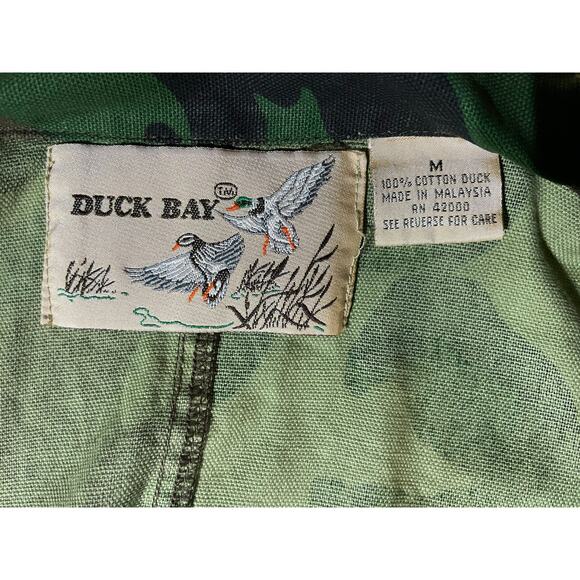 DUCK BAY TM
M
100% COTTON DUCK
MADE IN MALAYSIA
RN 42000
SEE REVERSE FOR CARE